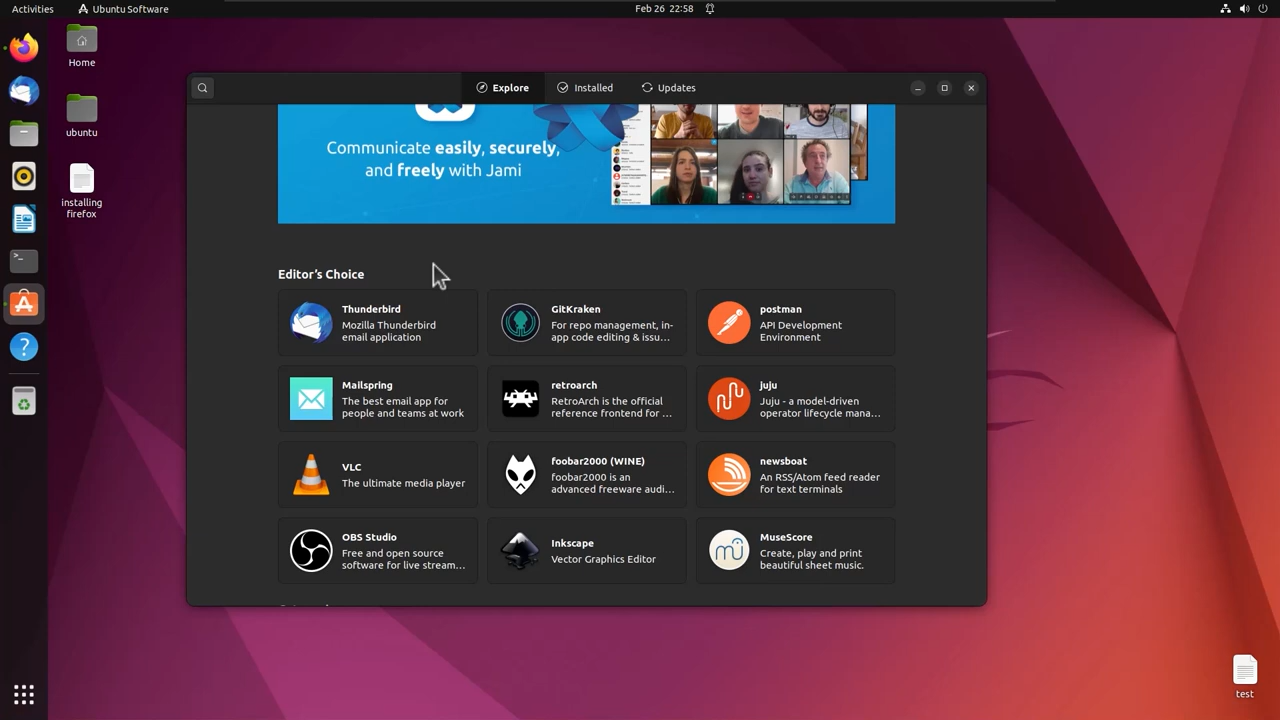 Activities
Ubuntu Software
Feb 26 22:58
Home
ubuntu
installing
firefox
Explore
Installed
Updates
Communicate easily, securely,
and freely with Jami
Editor's Choice
Thunderbird
Mozilla Thunderbird
email application
GitKraken
For repo management, in-
app code editing & issu...
postman
API Development
Environment
Mailspring
The best email app for
people and teams at work
retroarch
RetroArch is the official
reference frontend for ...
juju
Juju - a model-driven
operator lifecycle mana...
VLC
The ultimate media player
foobar2000 (WINE)
foobar2000 is an
advanced freeware audi...
newsboat
An RSS/Atom feed reader
for text terminals
OBS Studio
Free and open source
software for live stream...
Inkscape
Vector Graphics Editor
MuseScore
Create, play and print
beautiful sheet music.
test